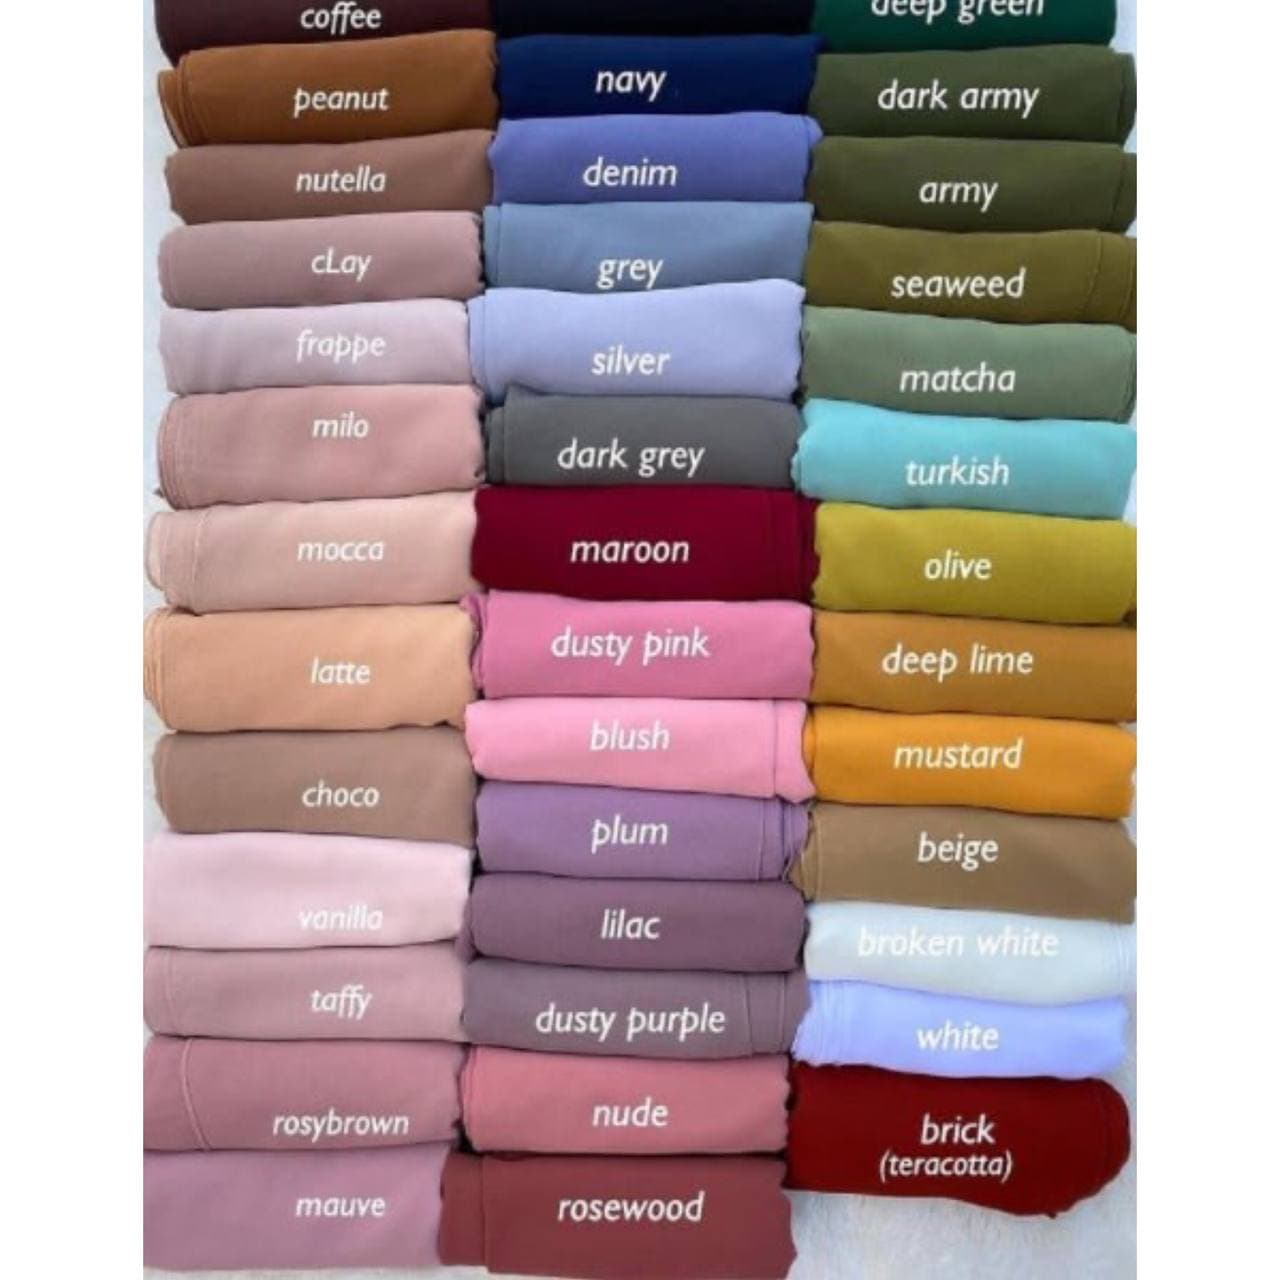 coffee
peanut
nutella
cLay
frappe
milo
mocca
latte
choco
vanilla
taffy
rosybrown
mauve
navy
denim
grey
silver
dark grey
maroon
dusty pink
blush
plum
lilac
dusty purple
nude
rosewood
deep green
dark army
army
seaweed
matcha
turkish
olive
deep lime
mustard
beige
broken white
white
brick
(teracotta)